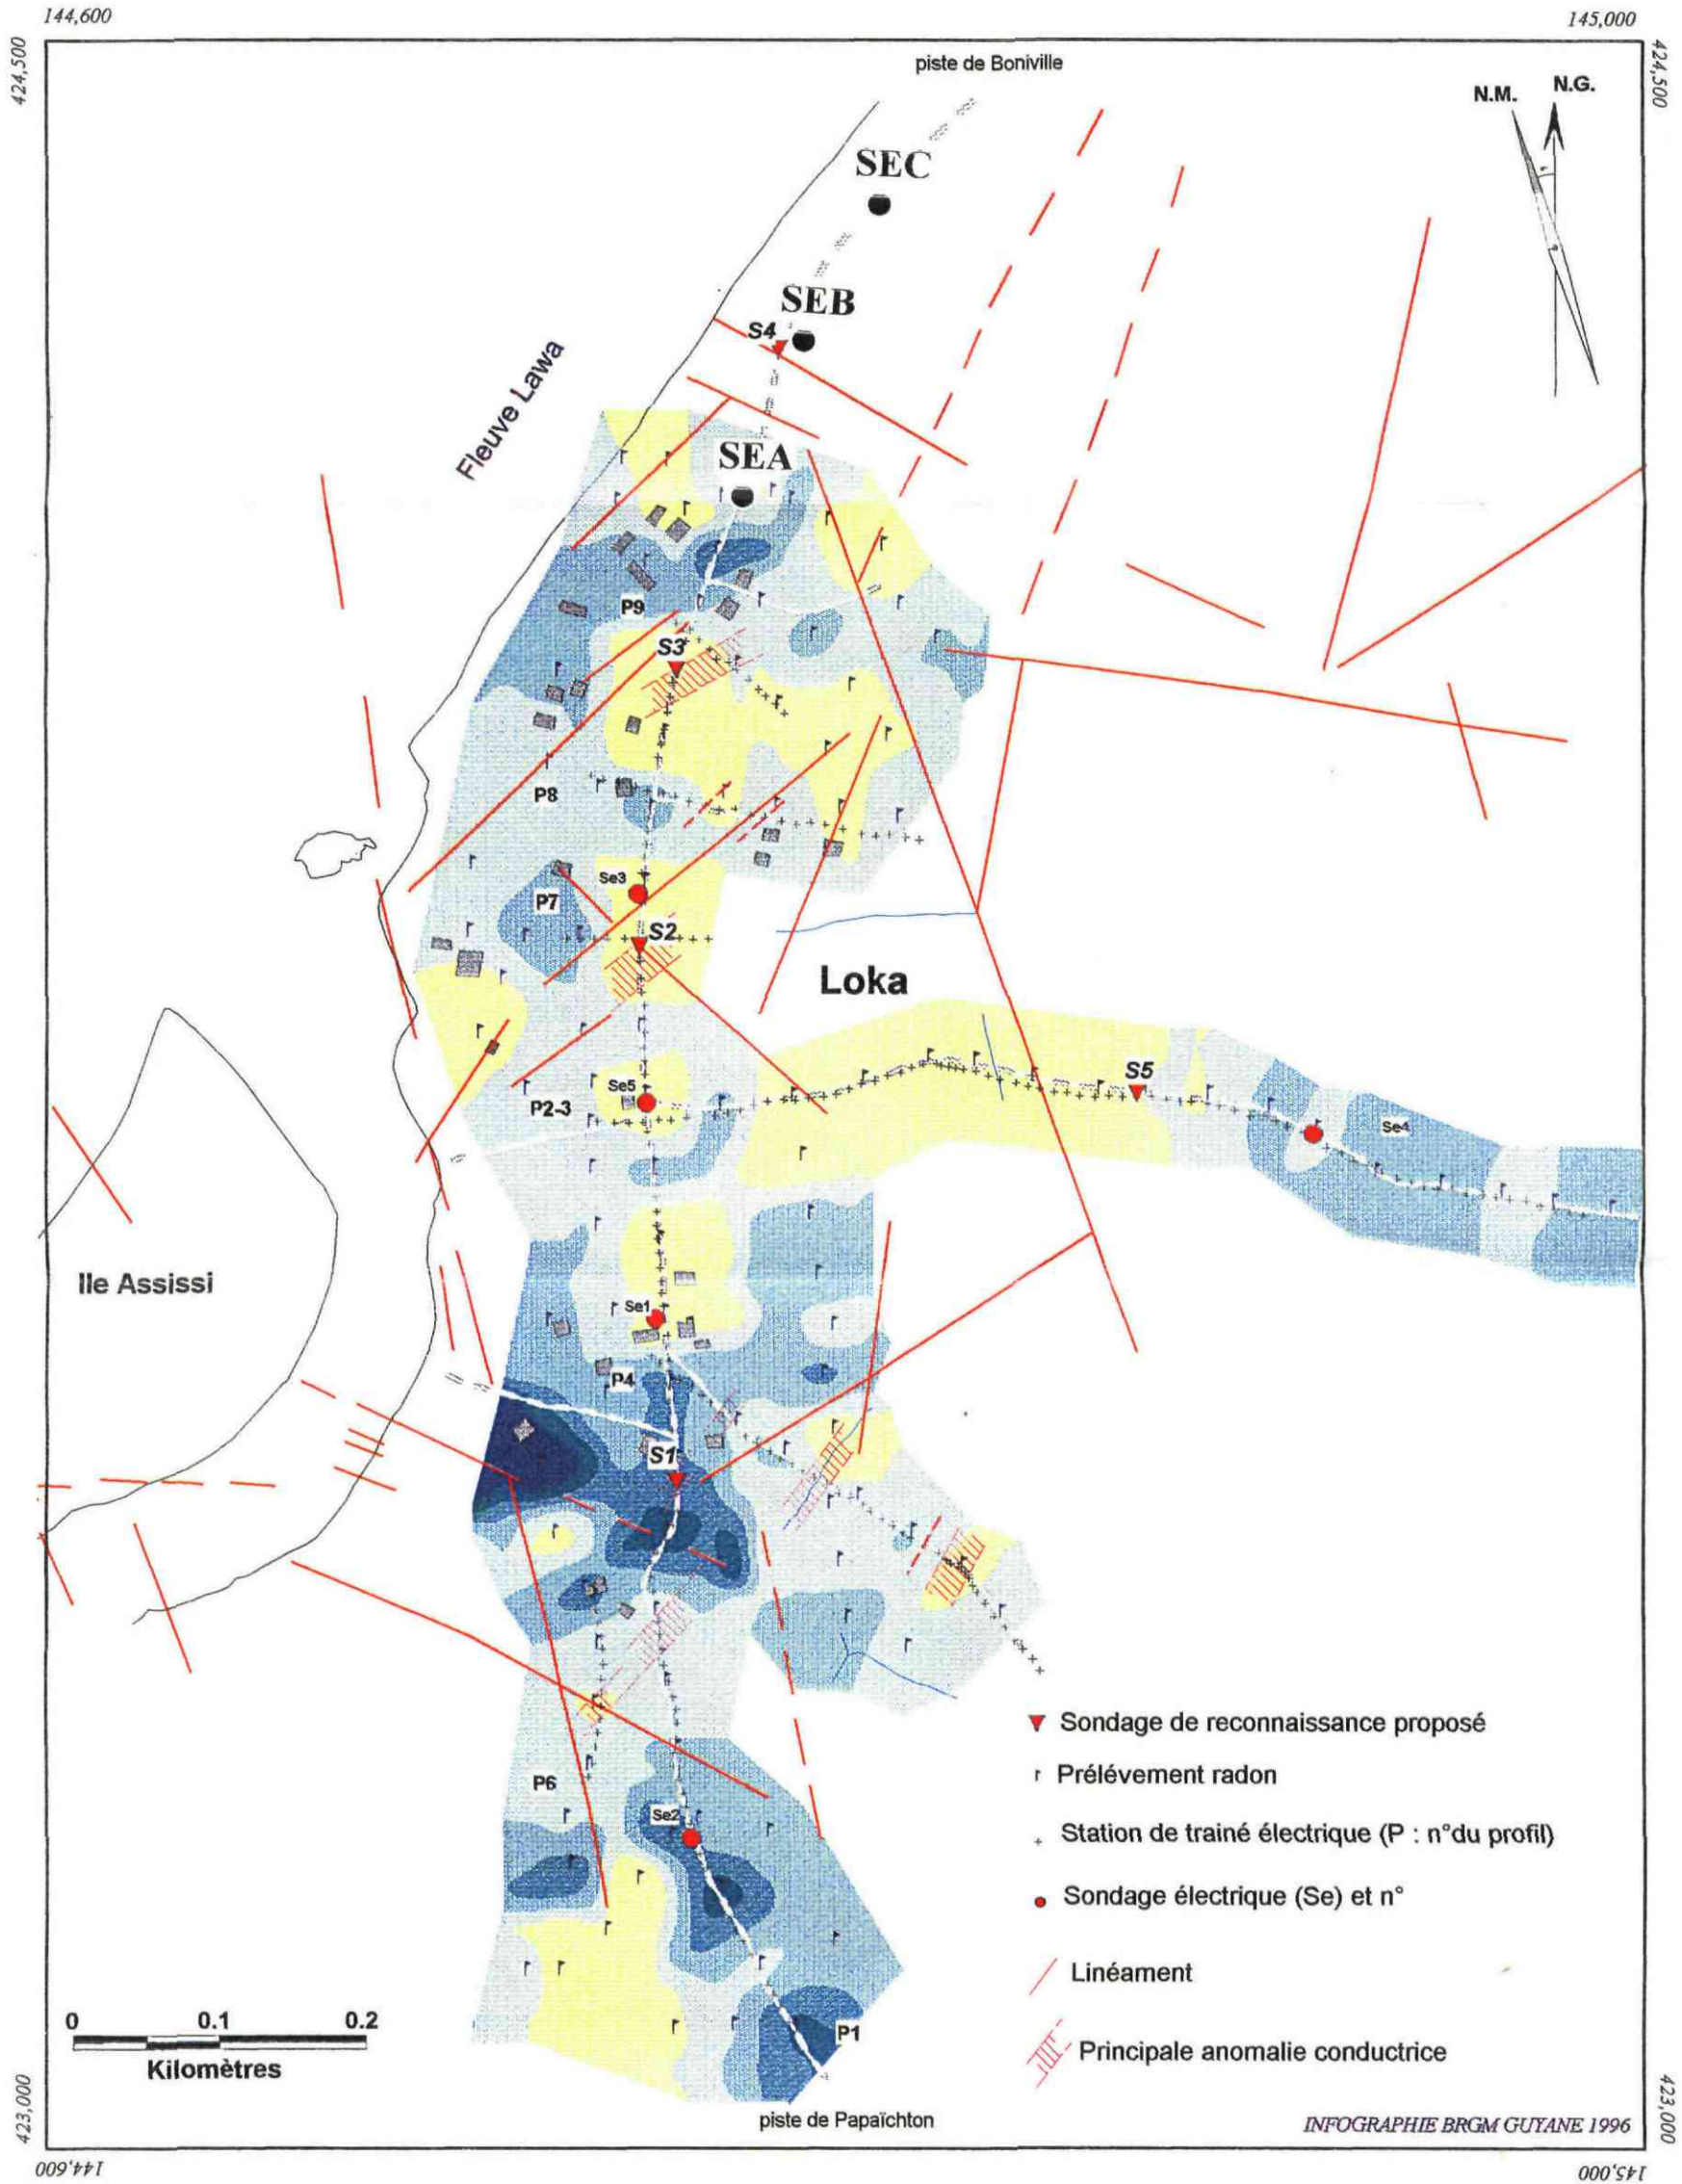 144,600
145,000
424,500
424,500
piste de Boniville
N.M.
N.G.
SEC
SEB
S4
Fleuve Lawa
SEA
P9
S3
P8
Se3
P7
S2
Loka
Se5
S5
P2-3
Se4
Ile Assissi
Se1
P4
S1
Sondage de reconnaissance proposé
Prélévement radon
P6
Se2
Station de trainé électrique (P : n°du profil)
Sondage électrique (Se) et n°
Linéament
0 0.1 0.2
Kilomètres
P1
Principale anomalie conductrice
piste de Papaïchton
INFOGRAPHIE BRGM GUYANE 1996
423,000
423,000
144,600
145,000